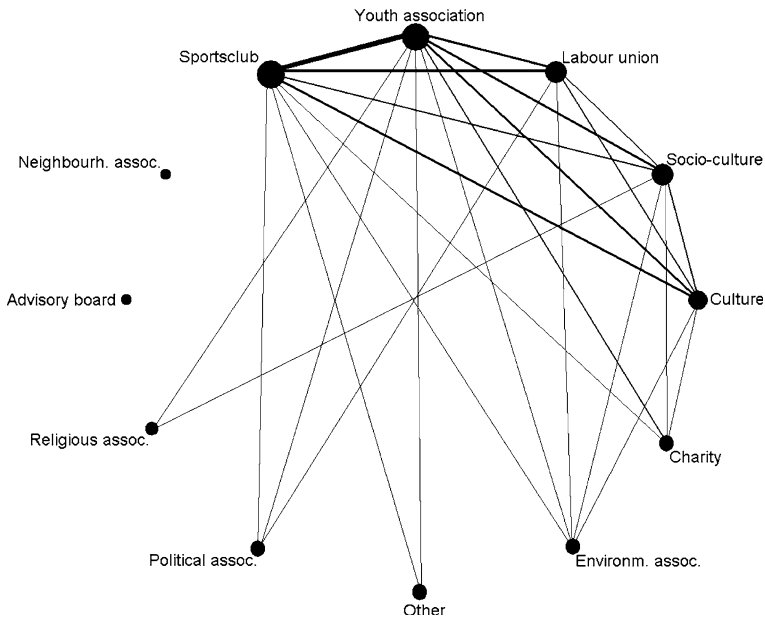 Youth association
Sportsclub
Labour union
Neighbourh. assoc.
Socio-culture
Advisory board
Culture
Religious assoc.
Charity
Political assoc.
Environm. assoc.
Other